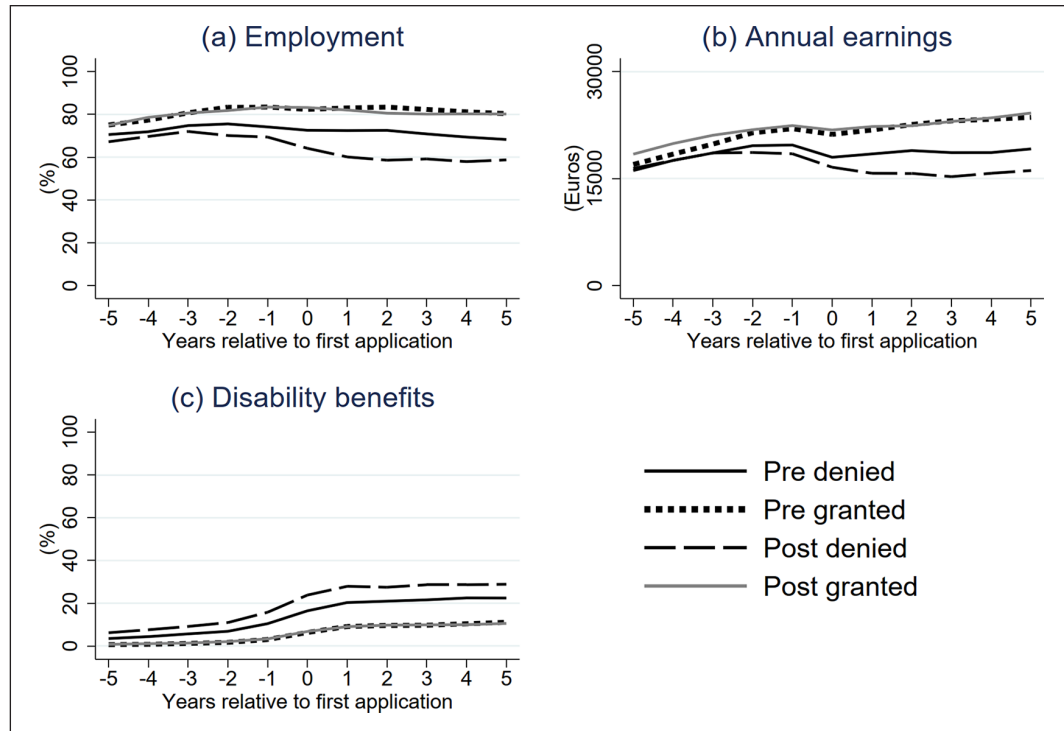 (a) Employment
100
80
60
40
20
0
(%)
-5 -4 -3 -2 -1 0 1 2 3 4 5
Years relative to first application
(b) Annual earnings
30000
15000
0
(Euros)
-5 -4 -3 -2 -1 0 1 2 3 4 5
Years relative to first application
(c) Disability benefits
100
80
60
40
20
0
(%)
-5 -4 -3 -2 -1 0 1 2 3 4 5
Years relative to first application
Pre denied
Pre granted
Post denied
Post granted